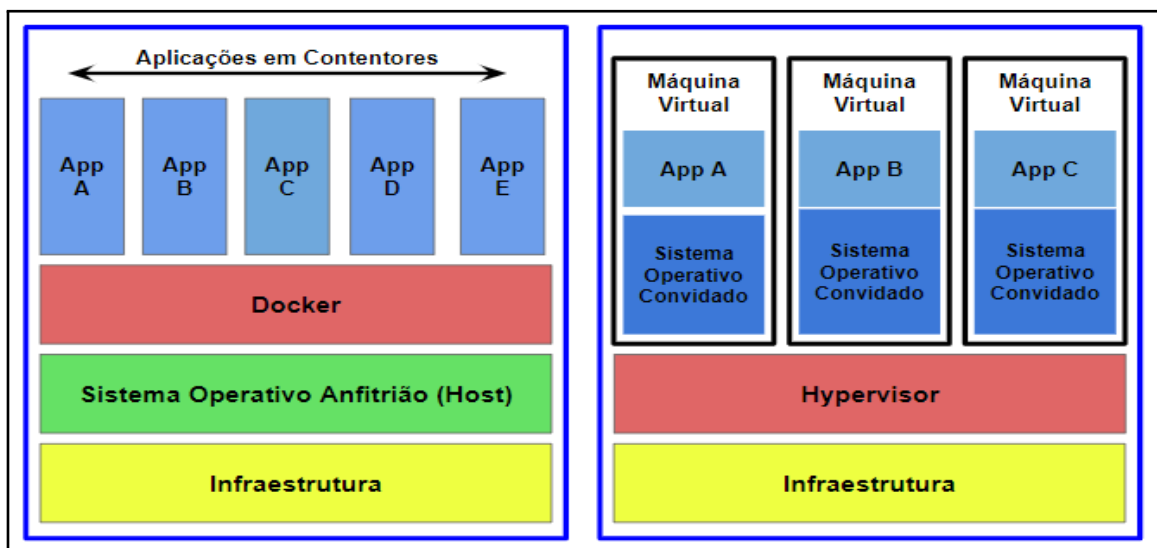 Aplicações em Contentores
App
A
App
B
App
C
App
D
App
E
Docker
Sistema Operativo Anfitrião (Host)
Infraestrutura
Máquina
Virtual
App A
Sistema
Operativo
Convidado
Máquina
Virtual
App B
Sistema
Operativo
Convidado
Máquina
Virtual
App C
Sistema
Operativo
Convidado
Hypervisor
Infraestrutura